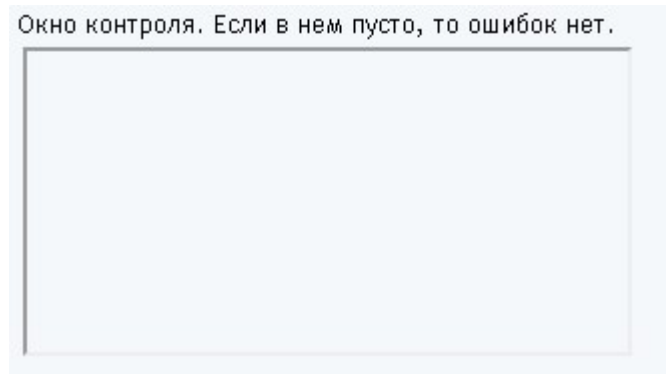 Окно контроля. Если в нем пусто, то ошибок нет.